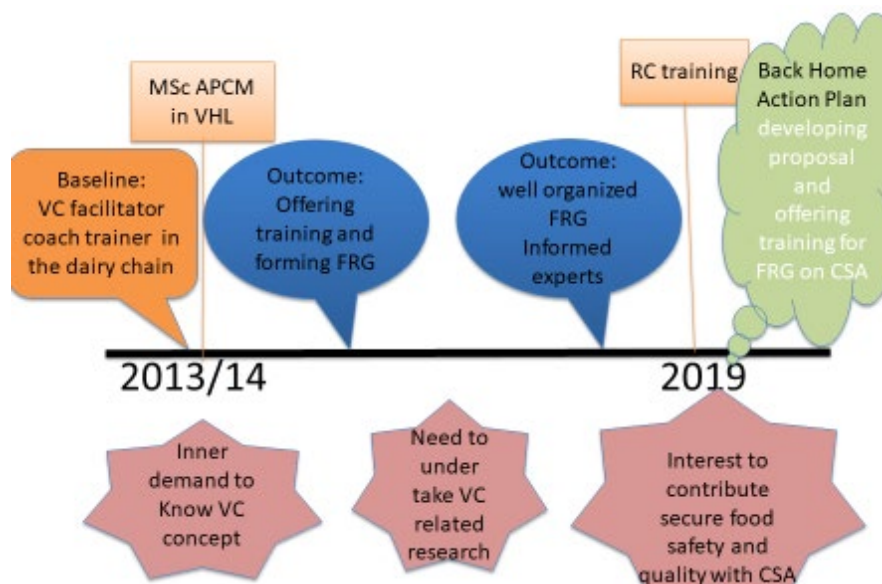 MSc APCM
in VHL
RC training
Back Home
Action Plan
developing
proposal
and
offering
training for
FRG on CSA
Baseline:
VC facilitator
coach trainer in
the dairy chain
Outcome:
Offering
training and
forming FRG
Outcome:
well organized
FRG
Informed
experts
2013/14
2019
Inner
demand to
Know VC
concept
Need to
under
take VC
related
research
Interest to
contribute
secure food
safety and
quality with CSA